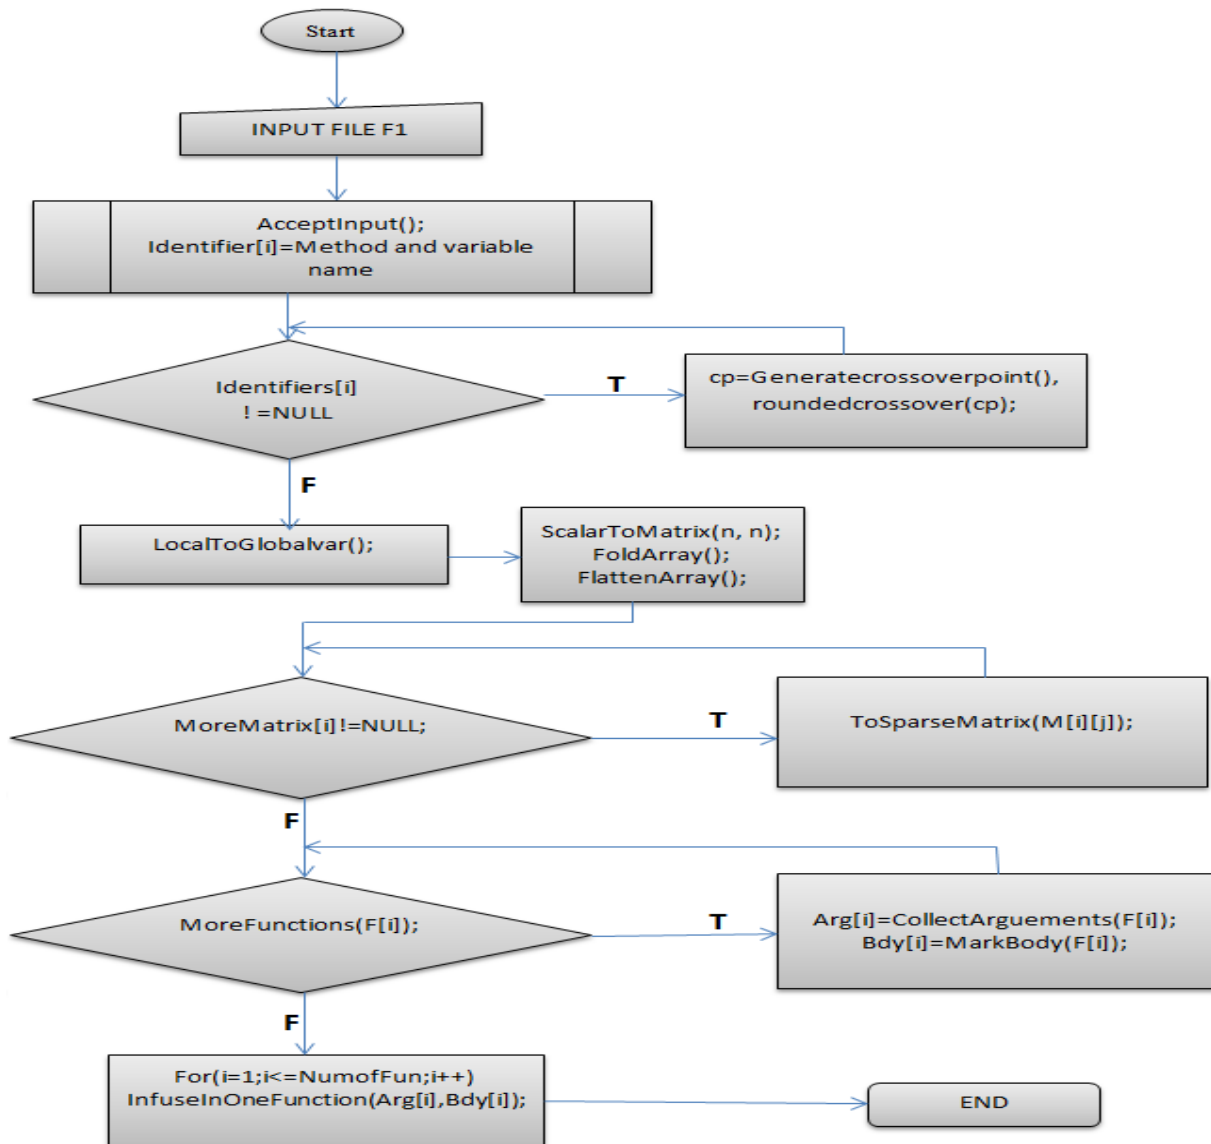 Start
INPUT FILE F1
AcceptInput();
Identifier[i]=Method and variable
name
Identifiers[i]
! =NULL
T
cp=Generatecrossoverpoint(),
roundedcrossover(cp);
F
LocalToGlobalvar();
ScalarToMatrix(n, n);
FoldArray();
FlattenArray();
MoreMatrix[i]!=NULL;
T
ToSparseMatrix(M[i][j]);
F
MoreFunctions(F[i]);
T
Arg[i]=CollectArguements(F[i]);
Bdy[i]=MarkBody(F[i]);
F
For(i=1;i<=NumofFun;i++)
InfuseInOneFunction(Arg[i],Bdy[i]);
END